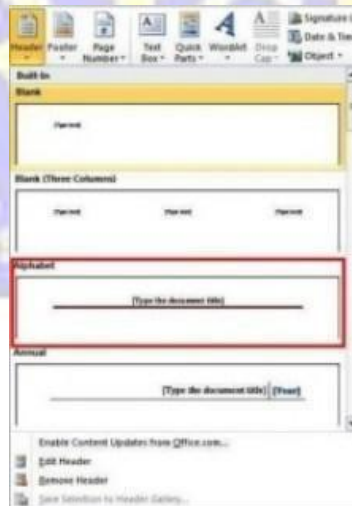 Header Footer Page Number Text Box Quick Parts WordArt Drop Cap Signature
Date & Tim
Object
Built-In
Blank
[Type text]
Blank (Three Columns)
[Type text] [Type text] [Type text]
Alphabet
[Type the document title]
Annual
[Type the document title] [Year]
Enable Content Updates from Office.com...
Edit Header
Remove Header
Save Selection to Header Gallery...